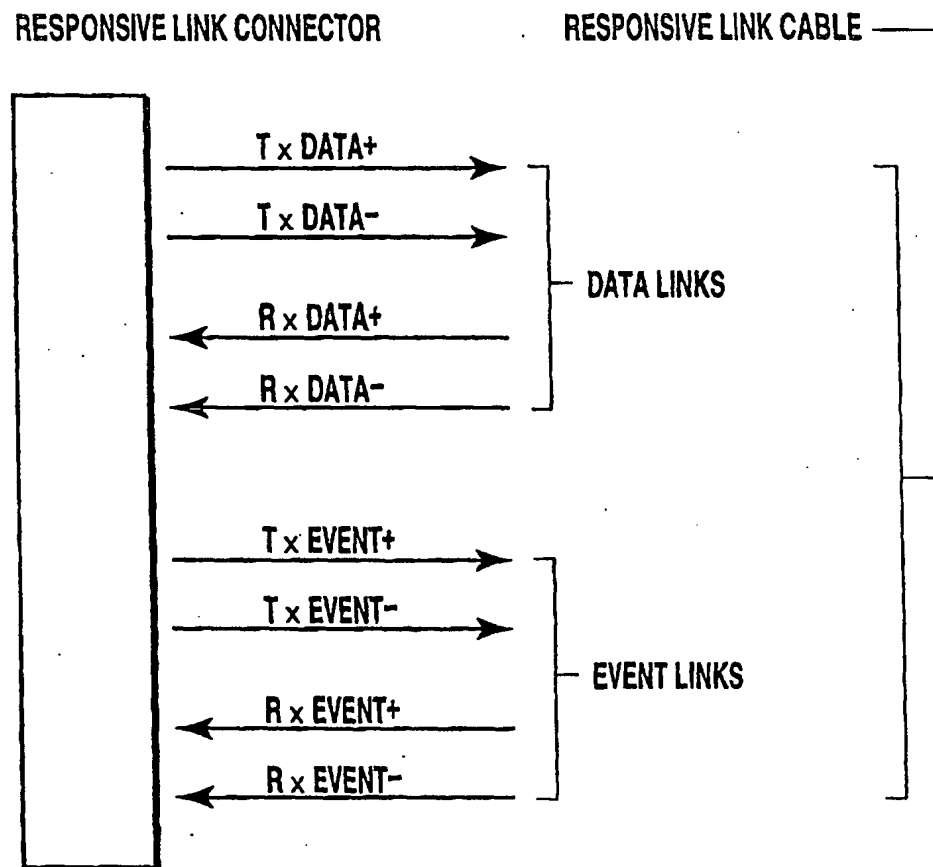 RESPONSIVE LINK CONNECTOR
RESPONSIVE LINK CABLE
T x DATA+
T x DATA-
R x DATA+
R x DATA-
DATA LINKS
T x EVENT+
T x EVENT-
R x EVENT+
R x EVENT-
EVENT LINKS